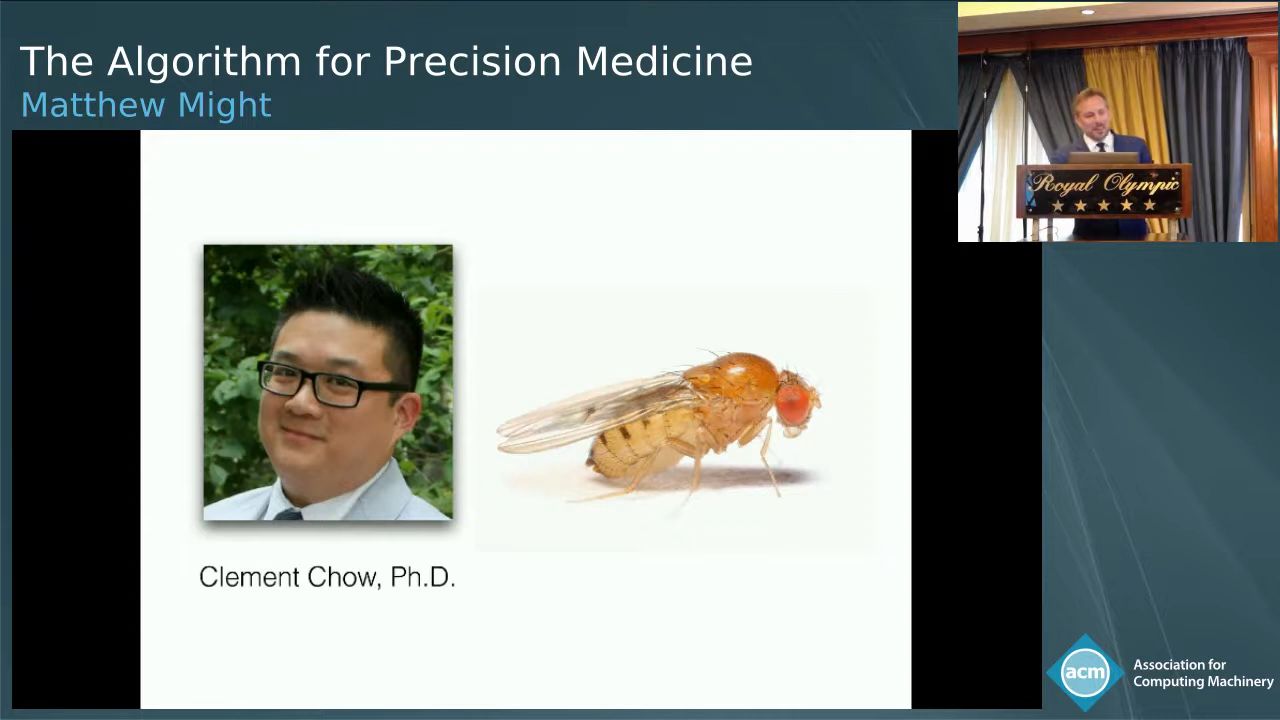 The Algorithm for Precision Medicine
Matthew Might
Royal Olympic
Clement Chow, Ph.D.
acm
Association for
Computing Machinery